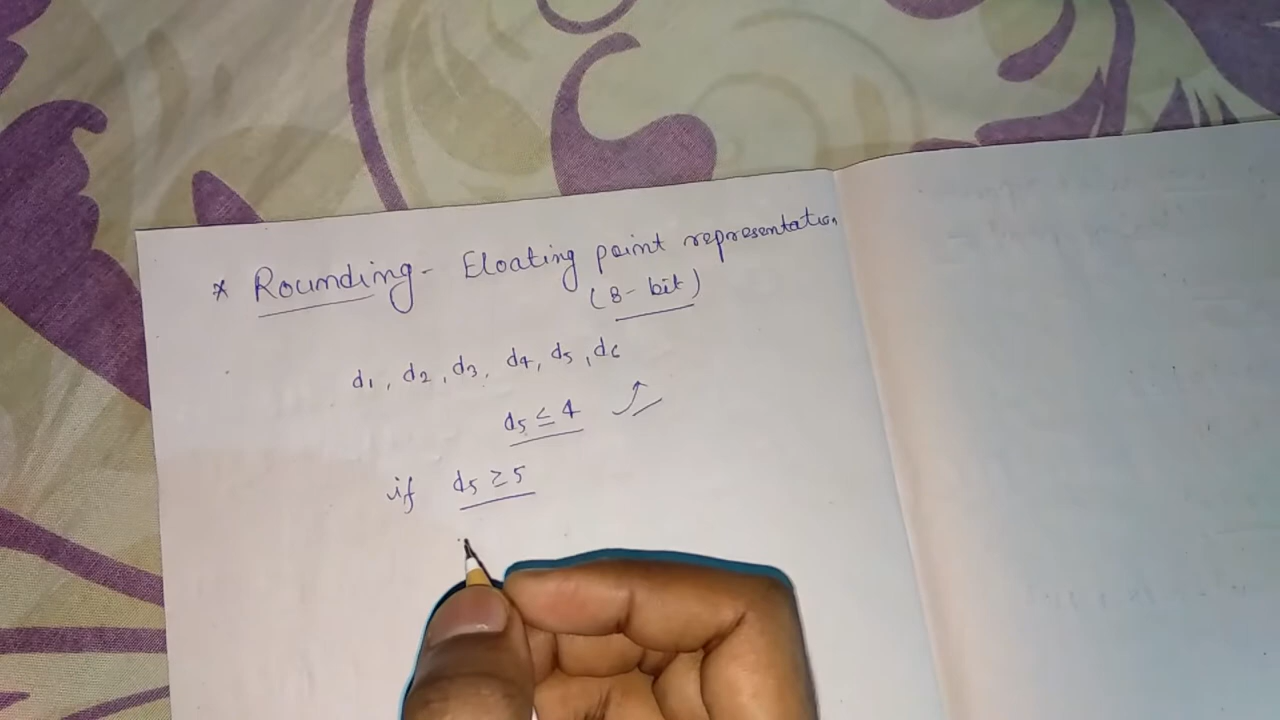 * Rounding - Floating point representation
(8-bit)
d1, d2, d3, d4, d5, d6
d5 ≤ 4
if d5 ≥ 5